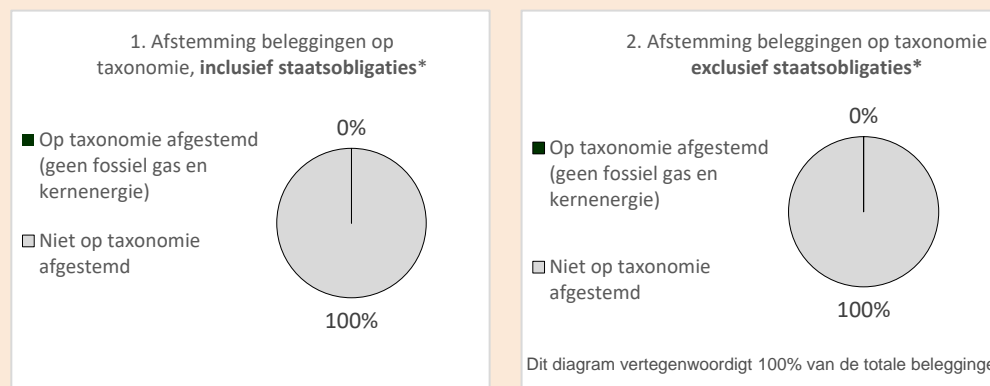 1. Afstemming beleggingen op
taxonomie, inclusief staatsobligaties*
Op taxonomie afgestemd
(geen fossiel gas en
kernenergie)
Niet op taxonomie
afgestemd
0%
100%
2. Afstemming beleggingen op taxonomie
exclusief staatsobligaties*
Op taxonomie afgestemd
(geen fossiel gas en
kernenergie)
Niet op taxonomie
afgestemd
0%
100%
Dit diagram vertegenwoordigt 100% van de totale belegginge